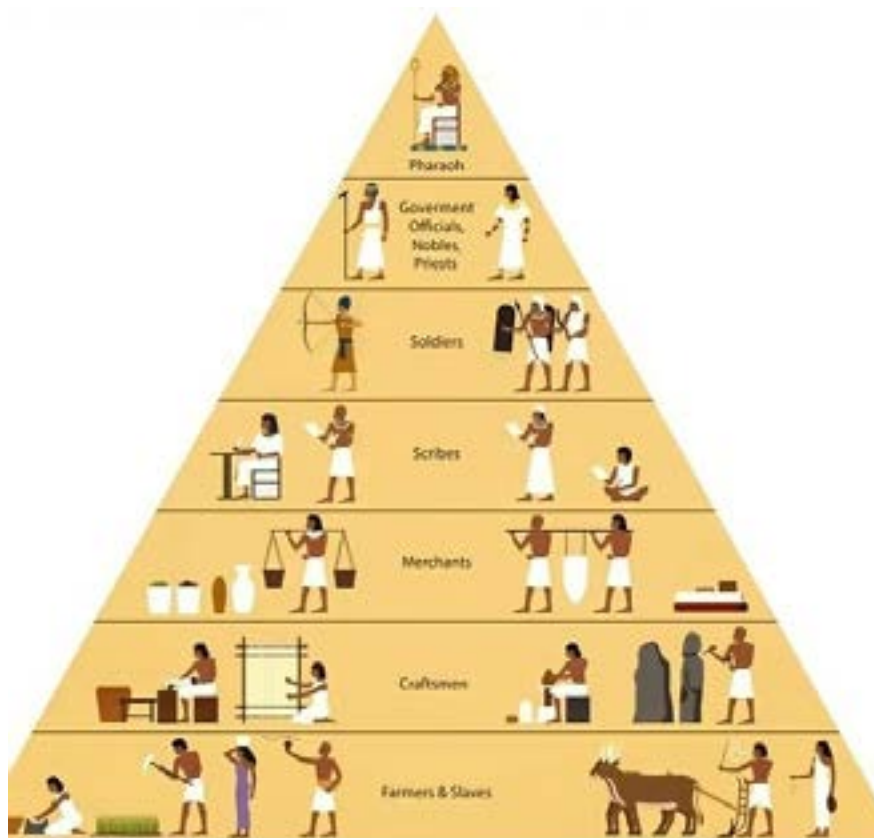 Pharaoh
Goverment
Officials,
Nobles,
Priests
Soldiers
Scribes
Merchants
Craftsmen
Farmers & Slaves